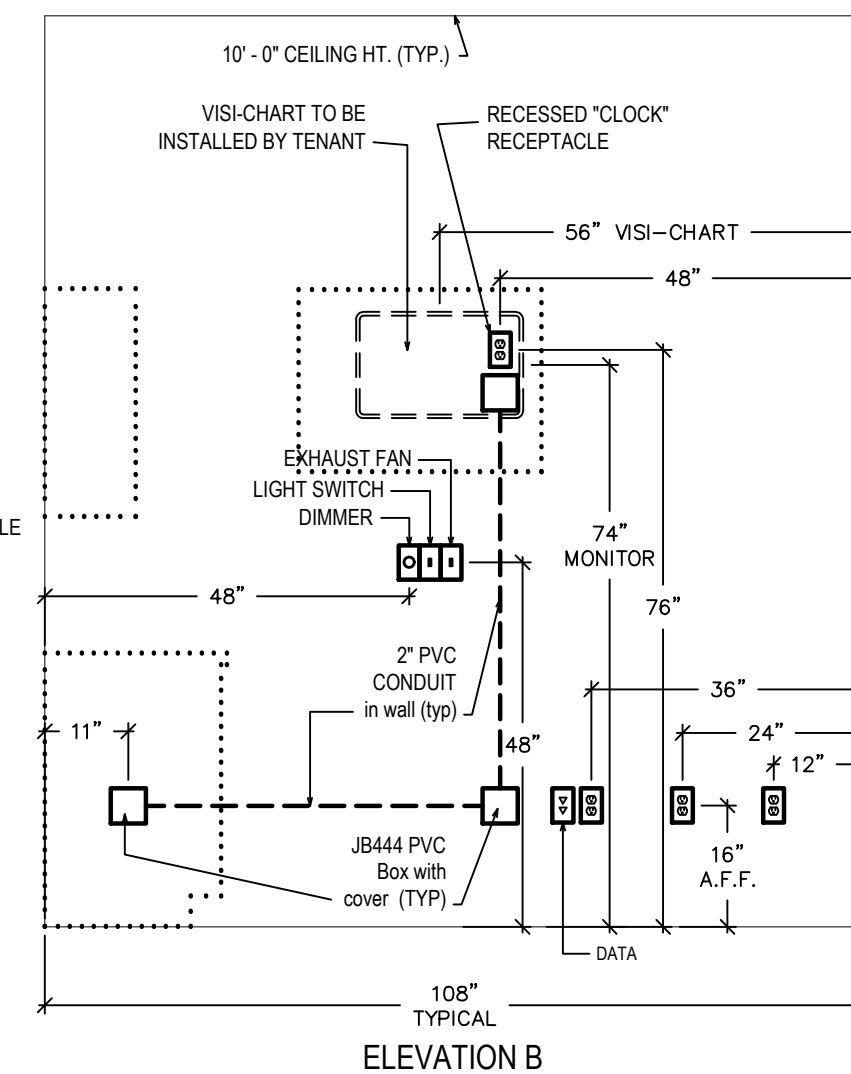 10' - 0" CEILING HT. (TYP.)
VISI-CHART TO BE
INSTALLED BY TENANT
RECESSED "CLOCK"
RECEPTACLE
56” VISI-CHART
48”
EXHAUST FAN
LIGHT SWITCH
DIMMER
LE
74”
MONITOR
48”
76”
2" PVC
CONDUIT
in wall (typ)
36”
11”
48”
24”
12”
JB444 PVC
Box with
cover (TYP)
16”
A.F.F.
DATA
108”
TYPICAL
ELEVATION B